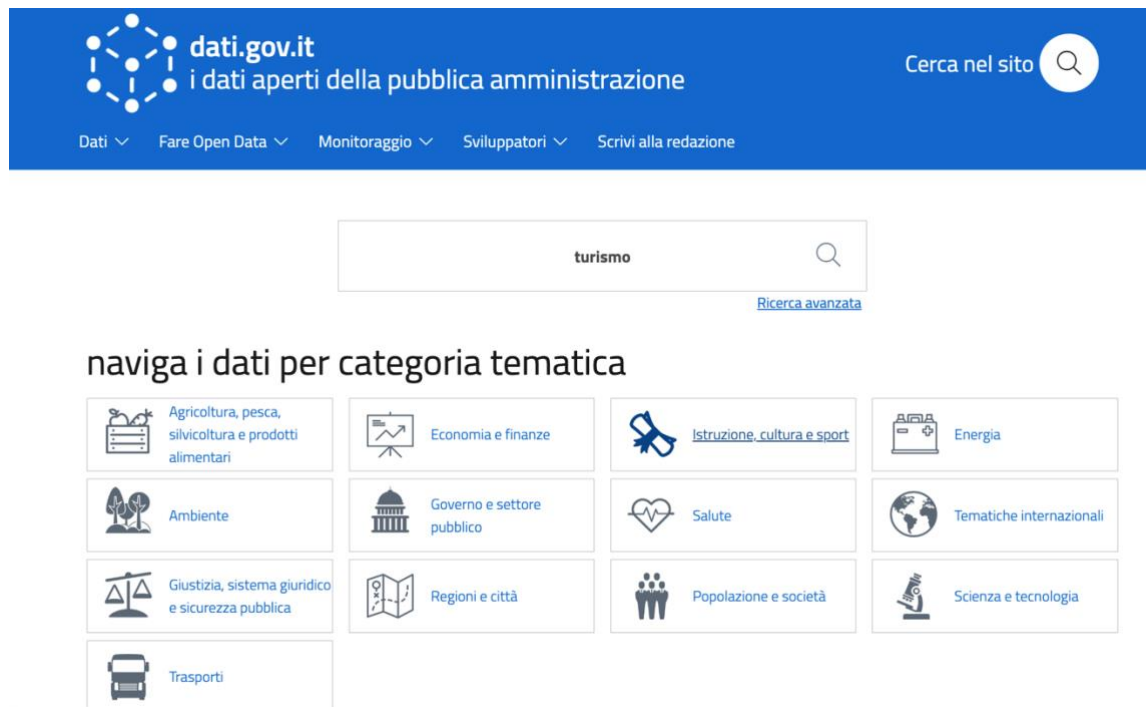 dati.gov.it
i dati aperti della pubblica amministrazione
Cerca nel sito
Dati Fare Open Data Monitoraggio Sviluppatori Scrivi alla redazione
turismo
Ricerca avanzata
naviga i dati per categoria tematica
Agricoltura, pesca,
silvicoltura e prodotti
alimentari
Economia e finanze
Istruzione, cultura e sport
Energia
Ambiente
Governo e settore
pubblico
Salute
Tematiche internazionali
Giustizia, sistema giuridico
e sicurezza pubblica
Regioni e città
Popolazione e società
Scienza e tecnologia
Trasporti